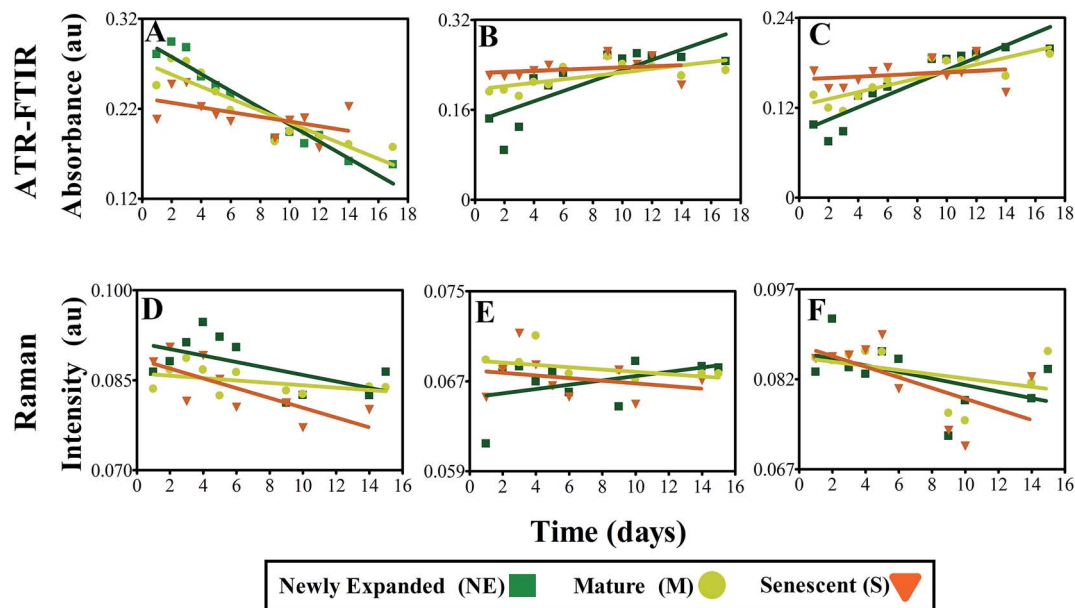 ATR-FTIR
Absorbance (au)
0.32
0.22
0.12
A
0 2 4 6 8 10 12 14 16 18
0.32
0.16
0
B
0 2 4 6 8 10 12 14 16 18
0.24
0.12
0
C
0 2 4 6 8 10 12 14 16 18
Raman
Intensity (au)
0.100
0.085
0.070
D
0 2 4 6 8 10 12 14 16
0.075
0.067
0.059
E
0 2 4 6 8 10 12 14 16
0.097
0.082
0.067
F
0 2 4 6 8 10 12 14 16
Time (days)
Newly Expanded (NE) Mature (M) Senescent (S)